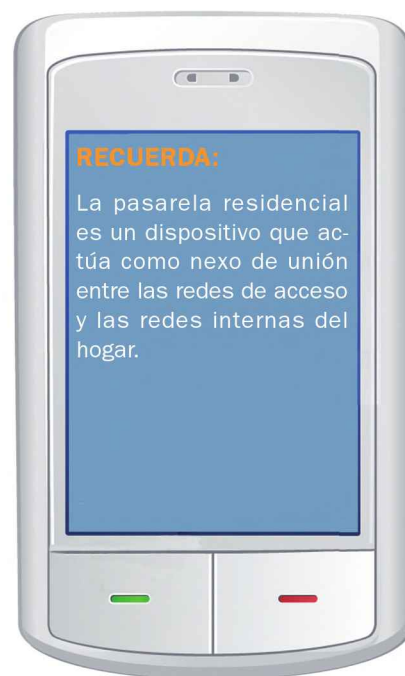 RECUERDA:
La pasarela residencial
es un dispositivo que ac-
túa como nexo de unión
entre las redes de acceso
y las redes internas del
hogar.